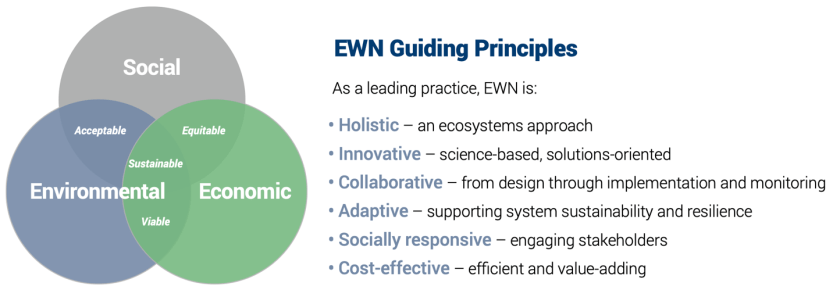 Social
Acceptable
Equitable
Sustainable
Environmental
Economic
Viable
EWN Guiding Principles
As a leading practice, EWN is:
• Holistic – an ecosystems approach
• Innovative – science-based, solutions-oriented
• Collaborative – from design through implementation and monitoring
• Adaptive – supporting system sustainability and resilience
• Socially responsive – engaging stakeholders
• Cost-effective – efficient and value-adding